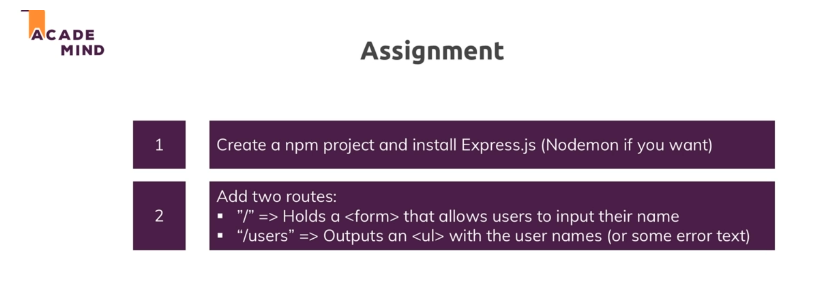 ACADE
MIND
Assignment
1
Create a npm project and install Express.js (Nodemon if you want)
2
Add two routes:
▪ ”/” => Holds a <form> that allows users to input their name
▪ “/users” => Outputs an <ul> with the user names (or some error text)